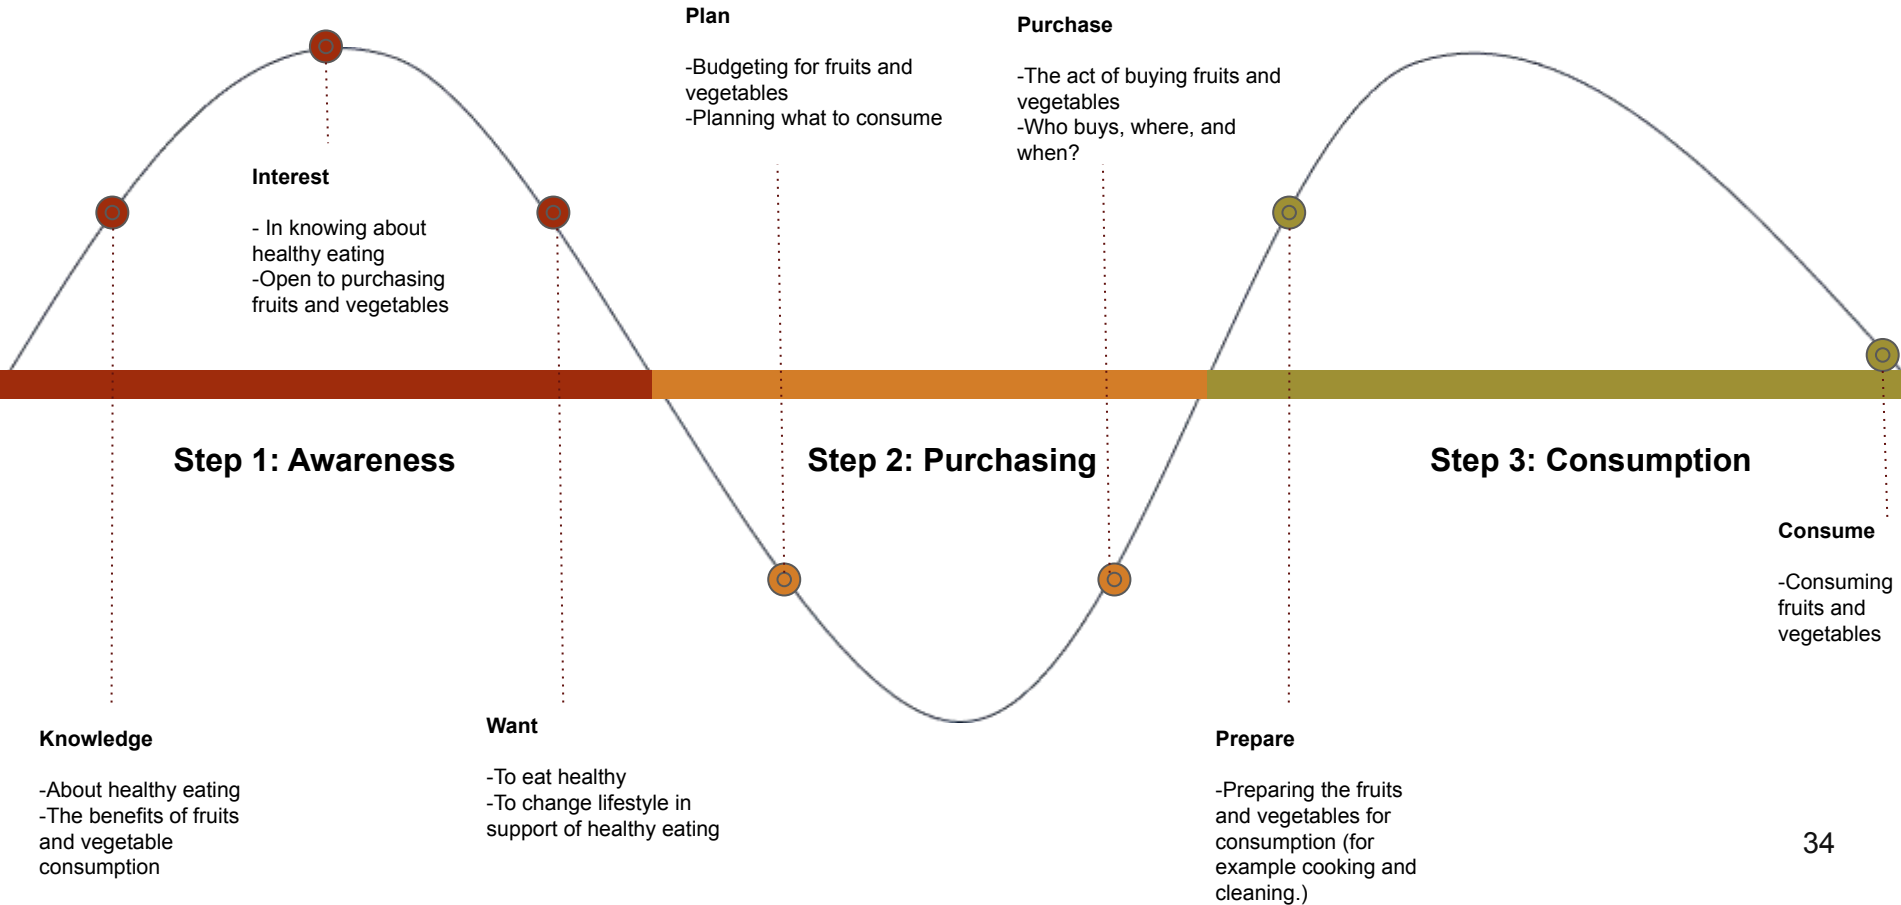 Plan
-Budgeting for fruits and
vegetables
-Planning what to consume
Purchase
-The act of buying fruits and
vegetables
-Who buys, where, and
when?
Interest
- In knowing about
healthy eating
-Open to purchasing
fruits and vegetables
Step 1: Awareness
Step 2: Purchasing
Step 3: Consumption
Consume
-Consuming
fruits and
vegetables
Knowledge
-About healthy eating
-The benefits of fruits
and vegetable
consumption
Want
-To eat healthy
-To change lifestyle in
support of healthy eating
Prepare
-Preparing the fruits
and vegetables for
consumption (for
example cooking and
cleaning.)
34